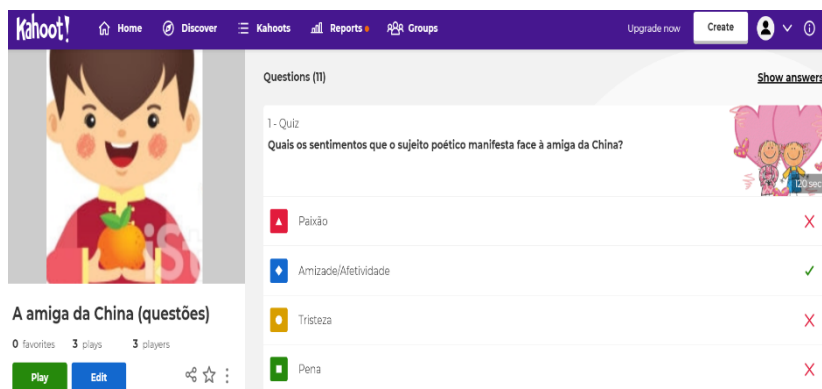 Kahoot! Home Discover Kahoots Reports Groups Upgrade now Create
Questions (11) Show answers
1 - Quiz
Quais os sentimentos que o sujeito poético manifesta face à amiga da China?
120 sec
Paixão
Amizade/Afetividade
Tristeza
Pena
iSt
A amiga da China (questões)
0 favorites 3 plays 3 players
Play Edit